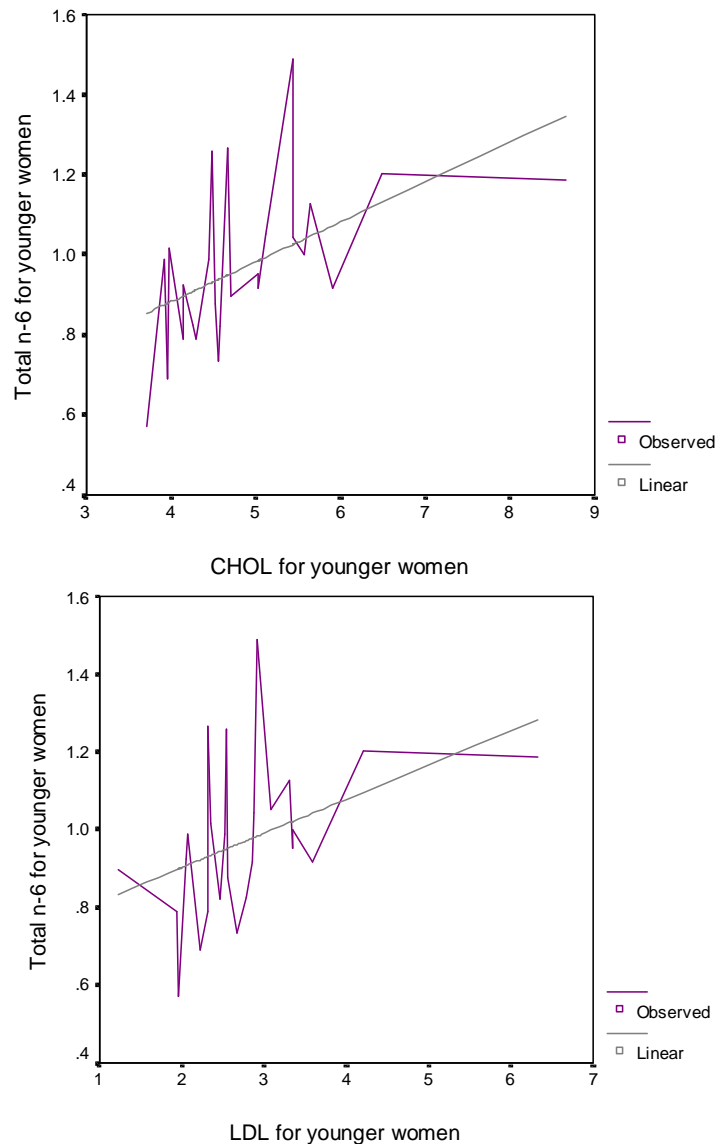 1.6
1.4
1.2
1.0
.8
.6
.4
Total n-6 for younger women
3 4 5 6 7 8 9
CHOL for younger women
Observed
Linear
1.6
1.4
1.2
1.0
.8
.6
.4
Total n-6 for younger women
1 2 3 4 5 6 7
LDL for younger women
Observed
Linear